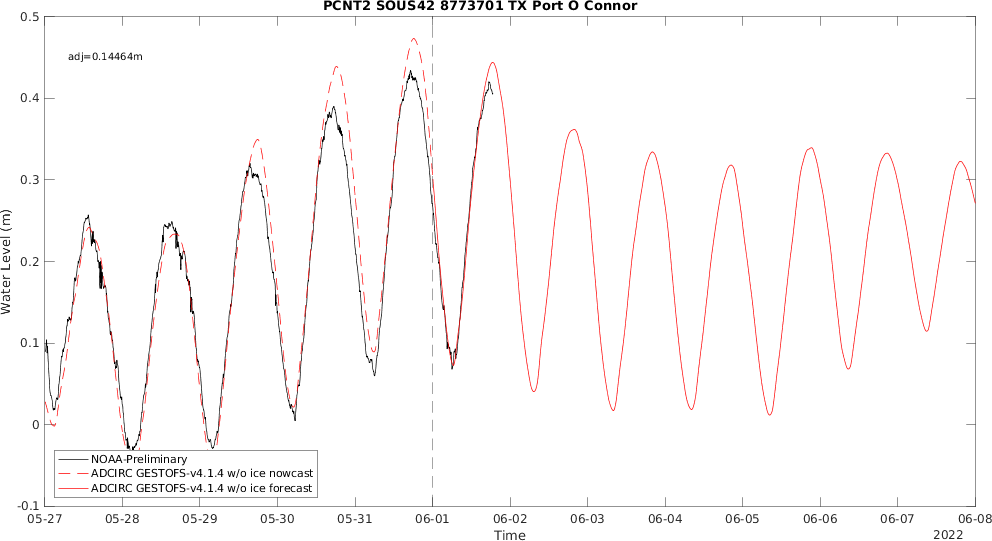 PCNT2 SOUS42 8773701 TX Port O Connor
adj=0.14464m
0.5
0.4
0.3
0.2
0.1
0
-0.1
Water Level (m)
NOAA-Preliminary
ADCIRC GESTOFS-v4.1.4 w/o ice nowcast
ADCIRC GESTOFS-v4.1.4 w/o ice forecast
05-27 05-28 05-29 05-30 05-31 06-01 06-02 06-03 06-04 06-05 06-06 06-07 06-08
Time
2022